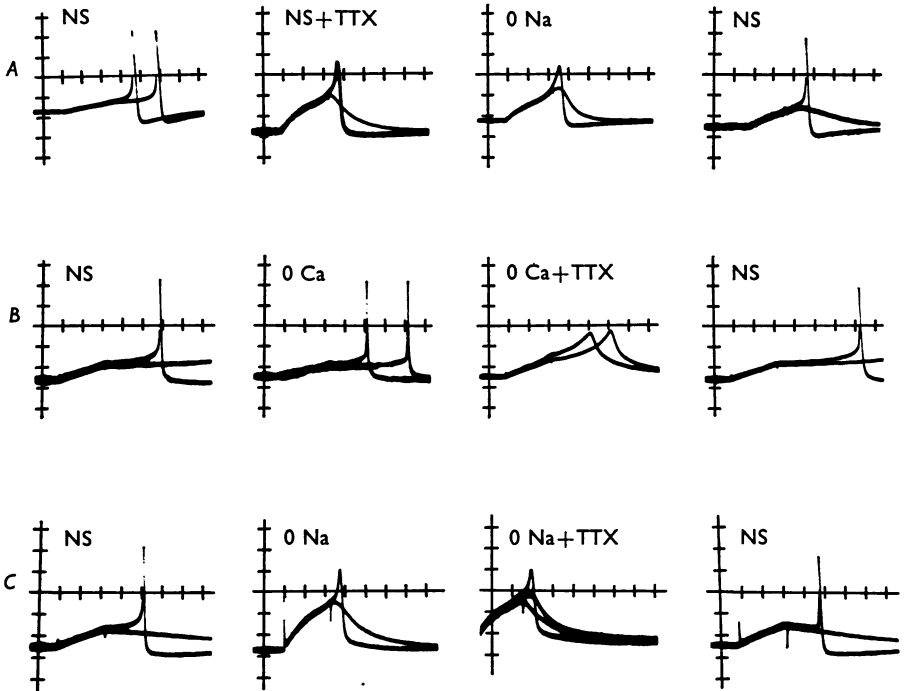 A NS NS+TTX 0 Na NS
B NS 0 Ca 0 Ca+TTX NS
C NS 0 Na 0 Na+TTX NS